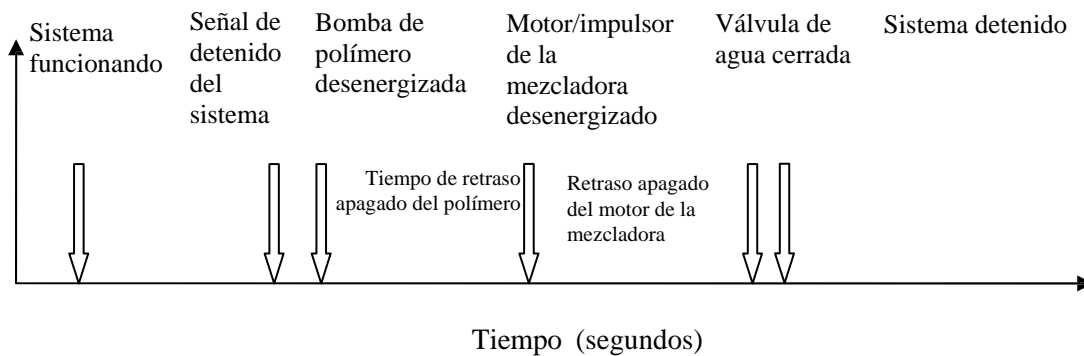 Sistema
funcionando
Señal de
detenido
del
sistema
Bomba de
polímero
desenergizada
Motor/impulsor
de la
mezcladora
desenergizado
Válvula de
agua cerrada
Sistema detenido
Tiempo de retraso
apagado del polímero
Retraso apagado
del motor de la
mezcladora
Tiempo (segundos)